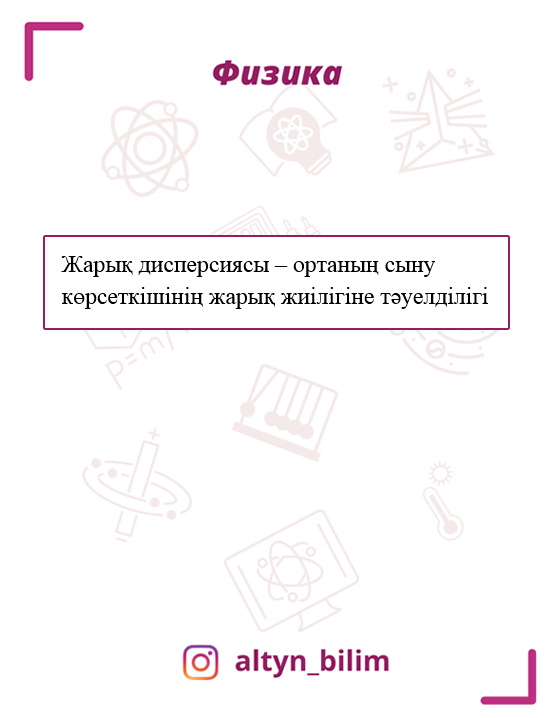 Физика
Жарық дисперсиясы – ортаның сыну
көрсеткішінің жарық жиілігіне тәуелділігі
p=m/
altyn_bilim